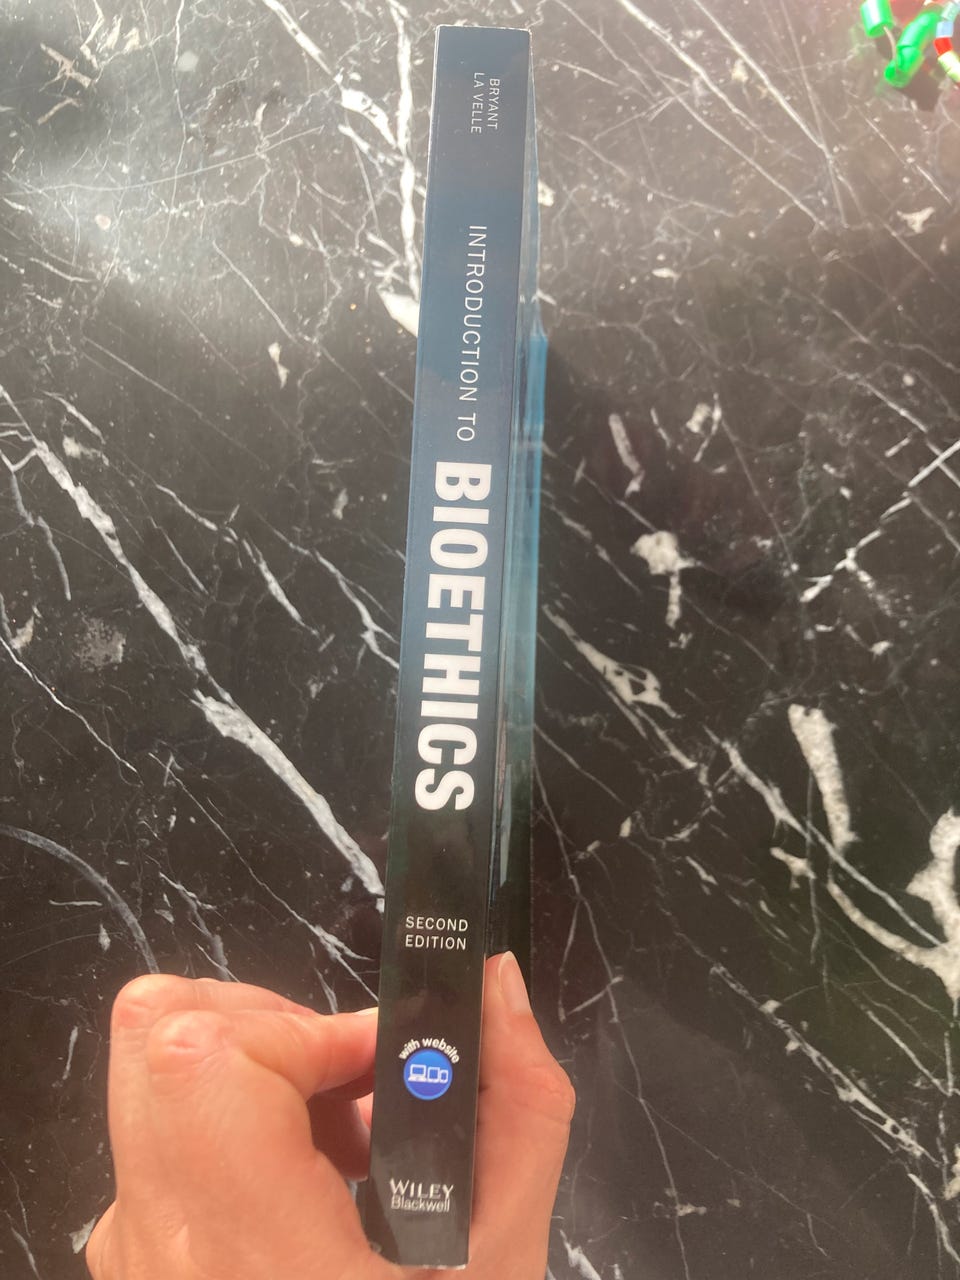 BRYANT
LA VELLE
INTRODUCTION TO
BIOETHICS
SECOND
EDITION
with website
WILEY
Blackwell